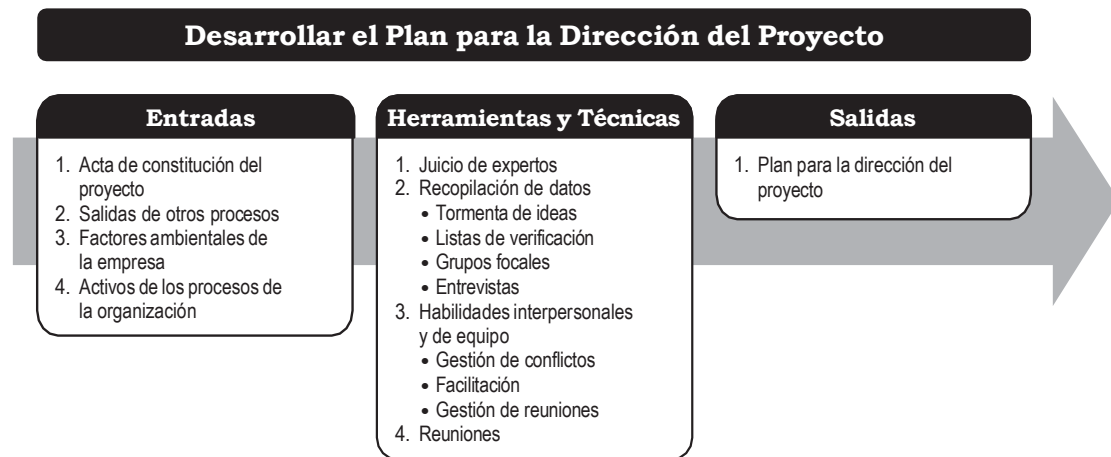 Desarrollar el Plan para la Dirección del Proyecto
Entradas
1. Acta de constitución del
proyecto
2. Salidas de otros procesos
3. Factores ambientales de
la empresa
4. Activos de los procesos de
la organización
Herramientas y Técnicas
1. Juicio de expertos
2. Recopilación de datos
• Tormenta de ideas
• Listas de verificación
• Grupos focales
• Entrevistas
3. Habilidades interpersonales
y de equipo
• Gestión de conflictos
• Facilitación
• Gestión de reuniones
4. Reuniones
Salidas
1. Plan para la dirección del
proyecto